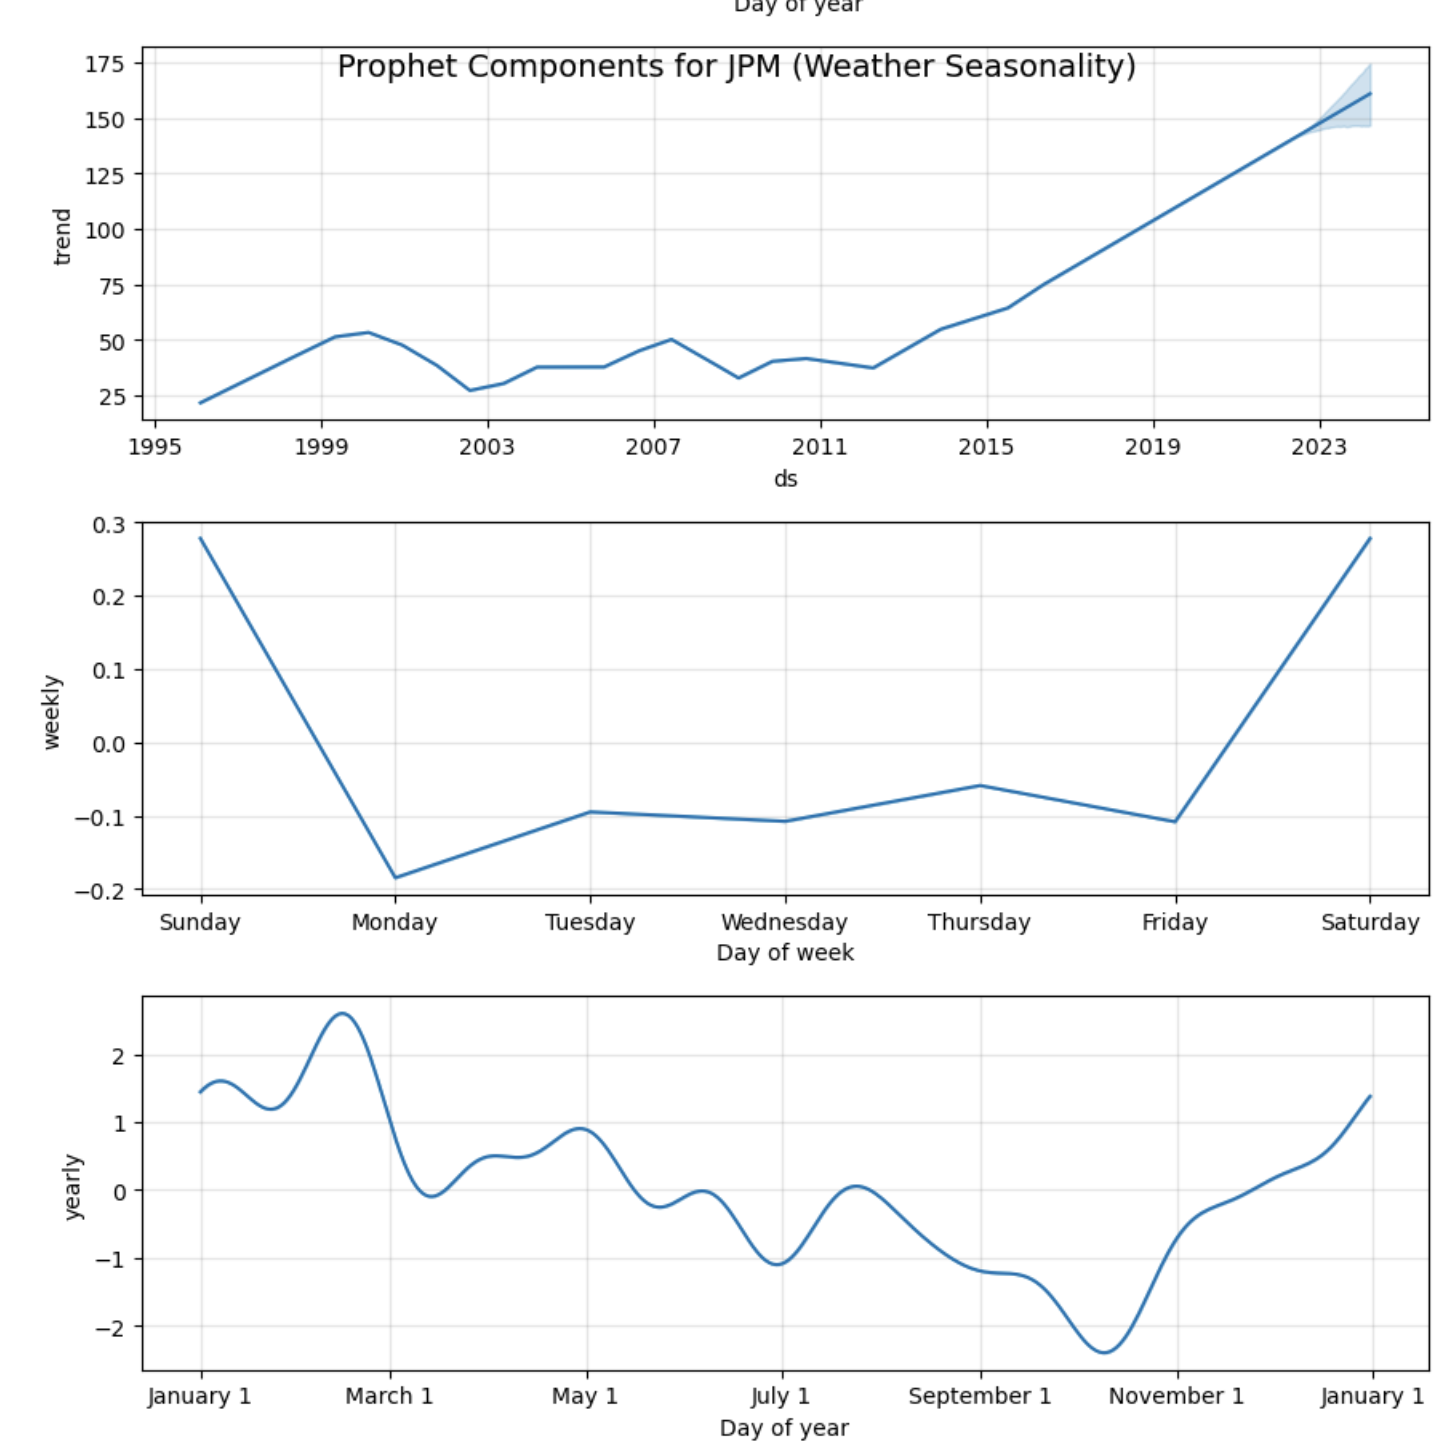 Day of year
Prophet Components for JPM (Weather Seasonality)
175
150
125
100
75
50
25
trend
1995 1999 2003 2007 2011 2015 2019 2023
ds
0.3
0.2
0.1
0.0
−0.1
−0.2
weekly
Sunday Monday Tuesday Wednesday Thursday Friday Saturday
Day of week
2
1
0
−1
−2
yearly
January 1 March 1 May 1 July 1 September 1 November 1 January 1
Day of year